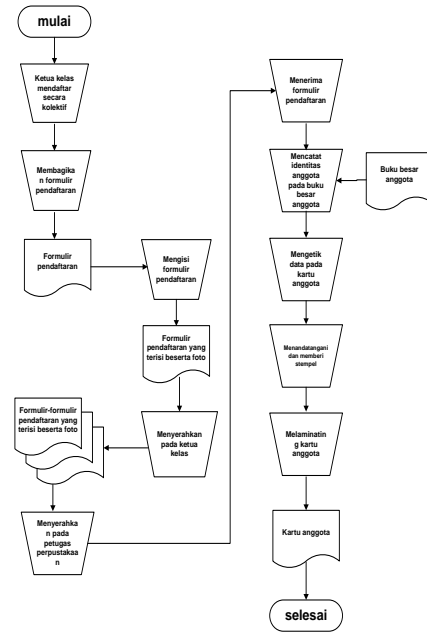 mulai
Ketua kelas
mendaftar
secara
kolektif
Membagika
n formulir
pendaftaran
Formulir
pendaftaran
Mengisi
formulir
pendaftaran
Formulir
pendaftaran yang
terisi beserta foto
Menyerahkan
pada ketua
kelas
Formulir-formulir
pendaftaran yang
terisi beserta foto
Menyerahka
n pada
petugas
perpustakaa
n
Menerima
formulir
pendaftaran
Mencatat
identitas
anggota
pada buku
besar
anggota
Buku besar
anggota
Mengetik
data pada
kartu
anggota
Menandatangani
dan memberi
stempel
Melaminatin
g kartu
anggota
Kartu anggota
selesai